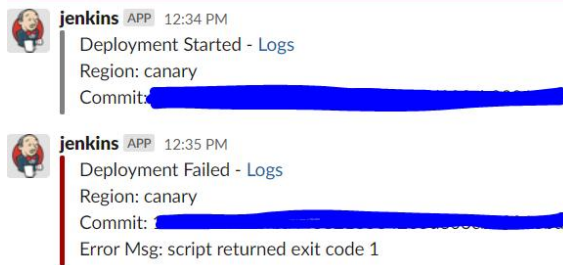 jenkins APP 12:34 PM
Deployment Started - Logs
Region: canary
Commit:
jenkins APP 12:35 PM
Deployment Failed - Logs
Region: canary
Commit:
Error Msg: script returned exit code 1